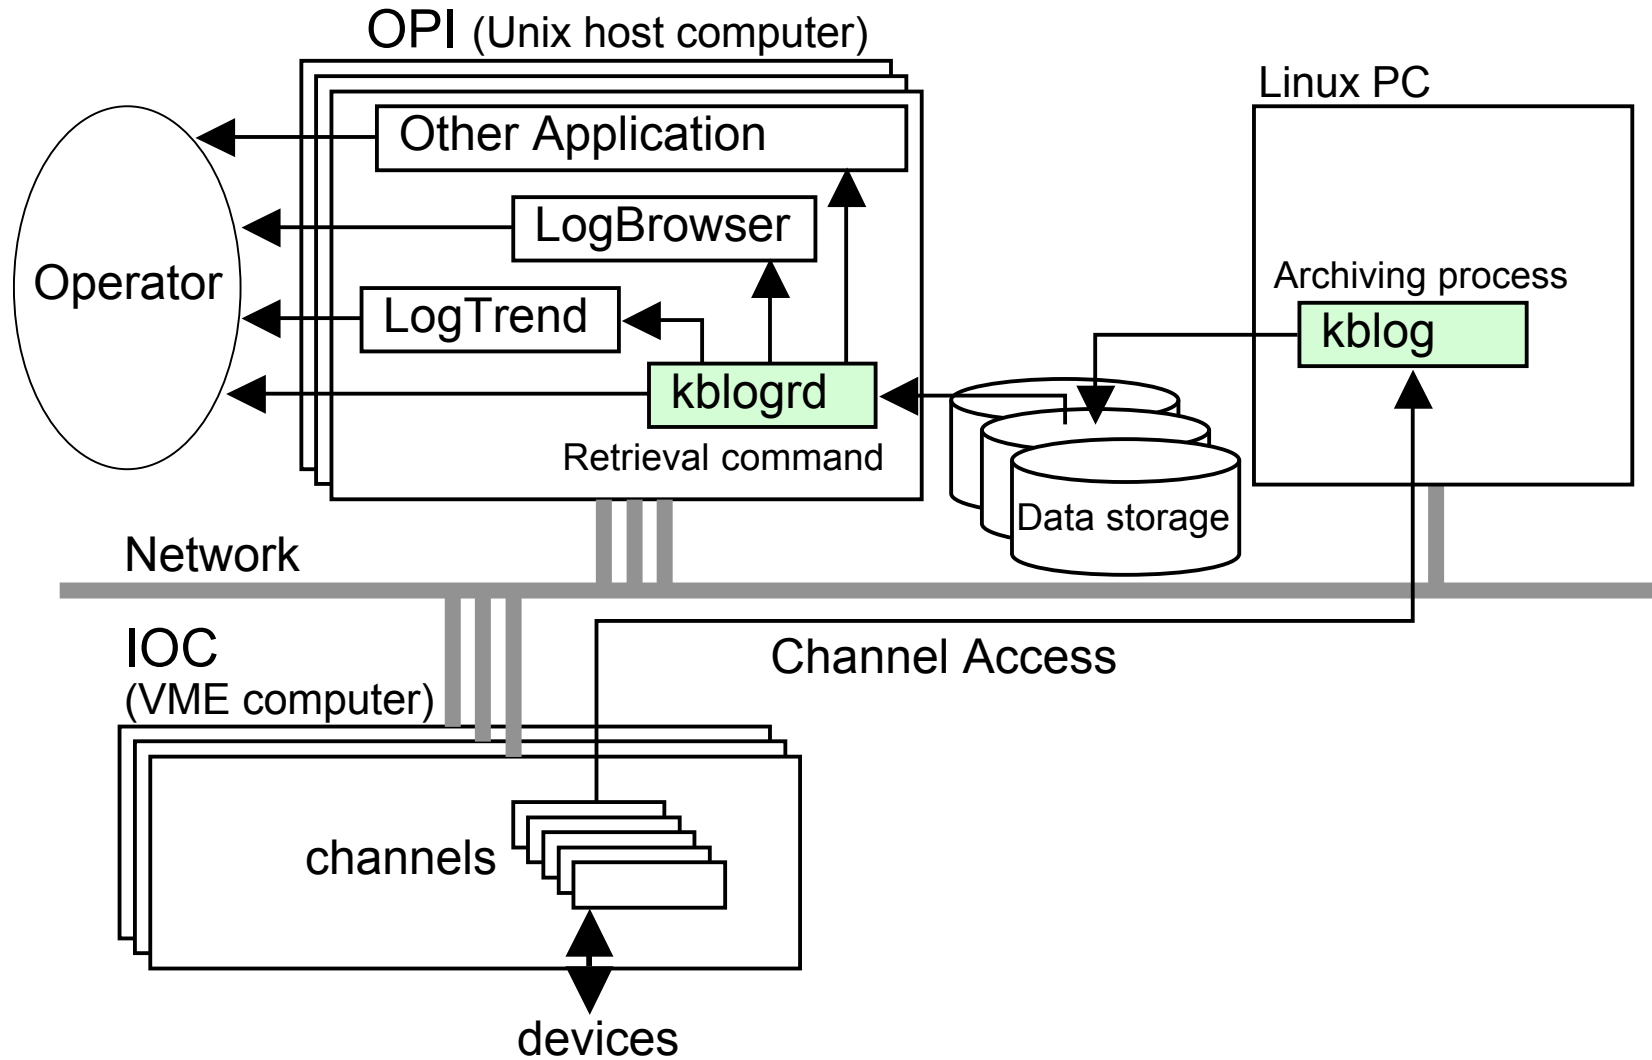 OPI (Unix host computer)
Linux PC
Other Application
LogBrowser
Operator
Archiving process
LogTrend
kblog
kblogrd
Retrieval command
Data storage
Network
IOC
(VME computer)
Channel Access
channels
devices